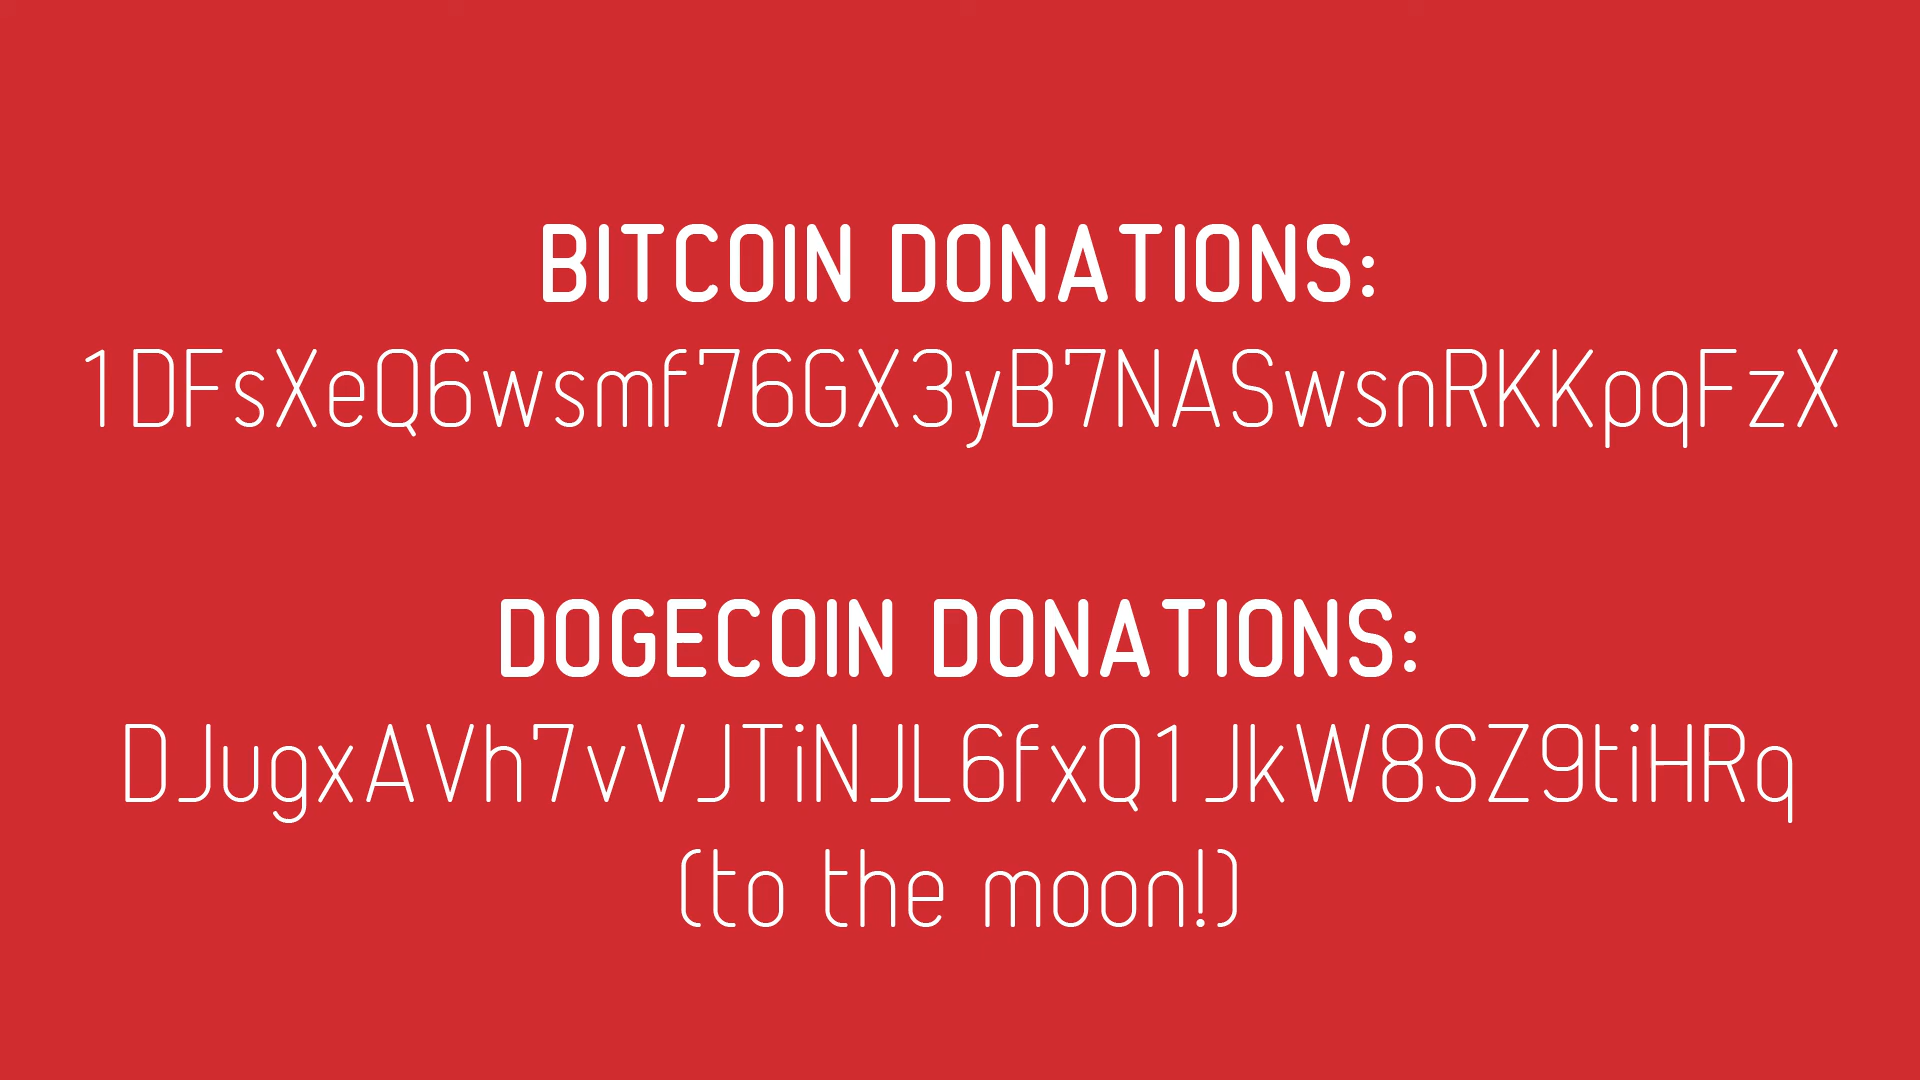 BITCOIN DONATIONS:
1DFsXeQ6wsmf76GX3yB7NASwsnRKKpqFzX
DOGECOIN DONATIONS:
DJugxAVh7vVJTiNJL6fxQ1JkW8SZ9tiHRq
(to the moon!)